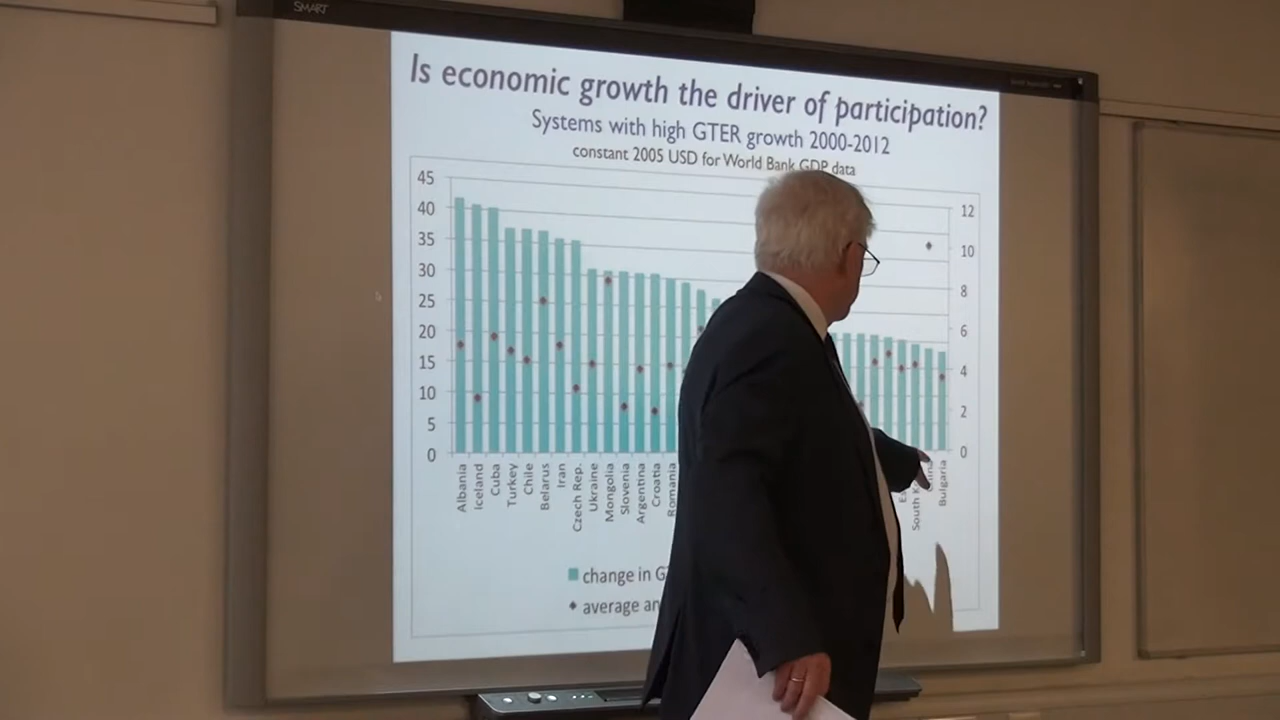 SMART
Is economic growth the driver of participation?
Systems with high GTER growth 2000-2012
constant 2005 USD for World Bank GDP data
45
40
35
30
25
20
15
10
5
0
12
10
8
6
4
2
0
Albania
Iceland
Cuba
Turkey
Chile
Belarus
Iran
Czech Rep.
Ukraine
Mongolia
Slovenia
Argentina
Croatia
Romania
South K
Bulgaria
change in G
average an